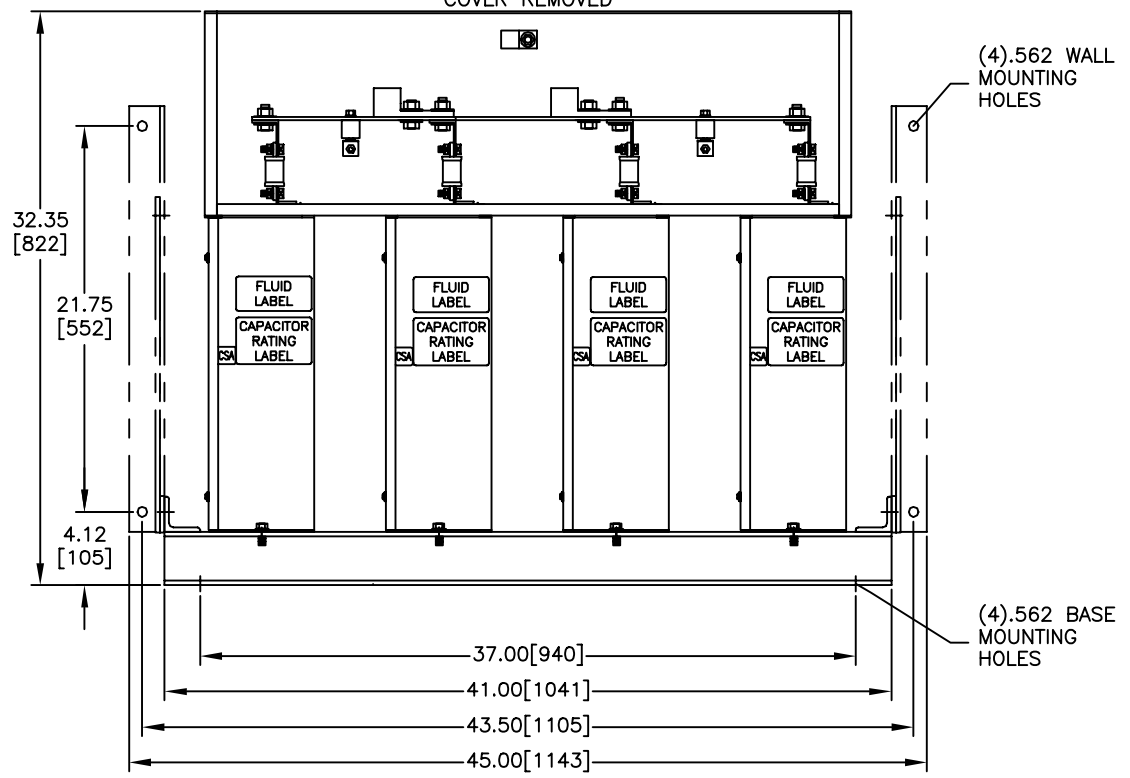 COVER REMOVED
(4).562 WALL
MOUNTING
HOLES
32.35
[822]
21.75
[552]
FLUID
LABEL
FLUID
LABEL
FLUID
LABEL
FLUID
LABEL
CAPACITOR
RATING
LABEL
CSA
CAPACITOR
RATING
LABEL
CSA
CAPACITOR
RATING
LABEL
CSA
CAPACITOR
RATING
LABEL
CSA
4.12
[105]
(4).562 BASE
MOUNTING
HOLES
37.00[940]
41.00[1041]
43.50[1105]
45.00[1143]